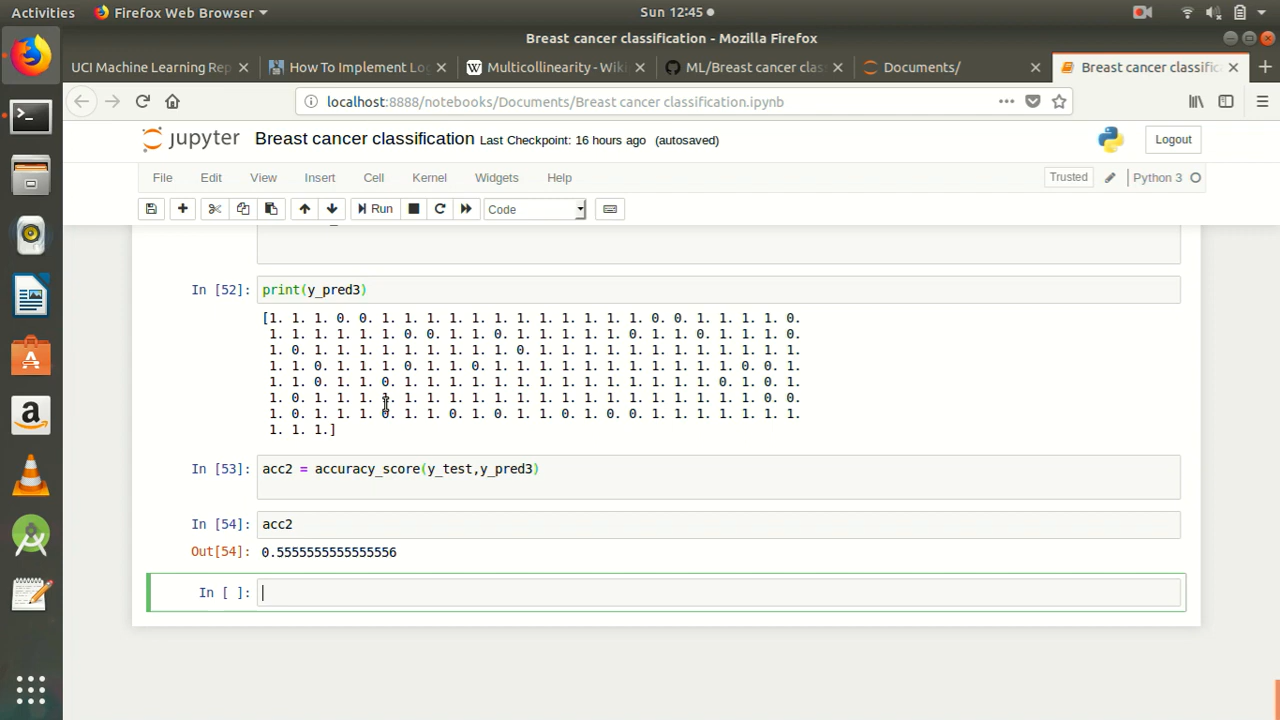 Activities Firefox Web Browser Sun 12:45
Breast cancer classification - Mozilla Firefox
UCI Machine Learning Rep How To Implement Lo Multicollinearity - Wiki ML/Breast cancer clas Documents/ Breast cancer classific
localhost:8888/notebooks/Documents/Breast cancer classification.ipynb
jupyter Breast cancer classification Last Checkpoint: 16 hours ago (autosaved) Logout
File Edit View Insert Cell Kernel Widgets Help Trusted Python 3
Run Code
In [52]: print(y_pred3)
[1. 1. 1. 0. 0. 1. 1. 1. 1. 1. 1. 1. 1. 1. 1. 1. 1. 0. 0. 1. 1. 1. 1. 0.
1. 1. 1. 1. 1. 1. 0. 0. 1. 1. 0. 1. 1. 1. 1. 1. 0. 1. 1. 0. 1. 1. 1. 0.
1. 0. 1. 1. 1. 1. 1. 1. 1. 1. 1. 0. 1. 1. 1. 1. 1. 1. 1. 1. 1. 1. 1. 1.
1. 1. 0. 1. 1. 1. 0. 1. 1. 0. 1. 1. 1. 1. 1. 1. 1. 1. 1. 1. 1. 0. 0. 1.
1. 1. 0. 1. 1. 0. 1. 1. 1. 1. 1. 1. 1. 1. 1. 1. 1. 1. 1. 1. 0. 1. 0. 1.
1. 0. 1. 1. 1. 0. 1. 1. 1. 1. 1. 1. 1. 1. 1. 1. 1. 1. 1. 1. 1. 1. 0. 0.
1. 0. 1. 1. 1. 0. 1. 1. 0. 1. 0. 1. 1. 0. 1. 0. 0. 1. 1. 1. 1. 1. 1. 1.
1. 1. 1.]
In [53]: acc2 = accuracy_score(y_test,y_pred3)
In [54]: acc2
Out[54]: 0.5555555555555556
In [ ]: